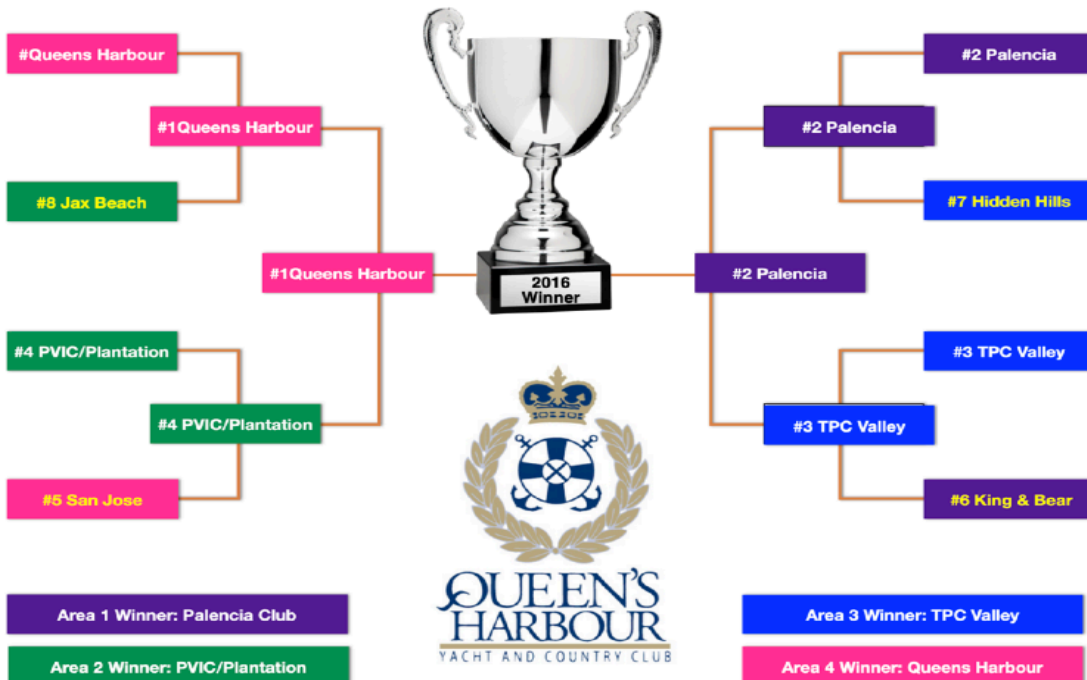 #Queens Harbour
#2 Palencia
#1Queens Harbour
#2 Palencia
#8 Jax Beach
#7 Hidden Hills
#1Queens Harbour
2016
Winner
#2 Palencia
#4 PVIC/Plantation
#3 TPC Valley
#4 PVIC/Plantation
#3 TPC Valley
#5 San Jose
#6 King & Bear
QUEEN'S
HARBOUR
YACHT AND COUNTRY CLUB
Area 1 Winner: Palencia Club
Area 3 Winner: TPC Valley
Area 2 Winner: PVIC/Plantation
Area 4 Winner: Queens Harbour